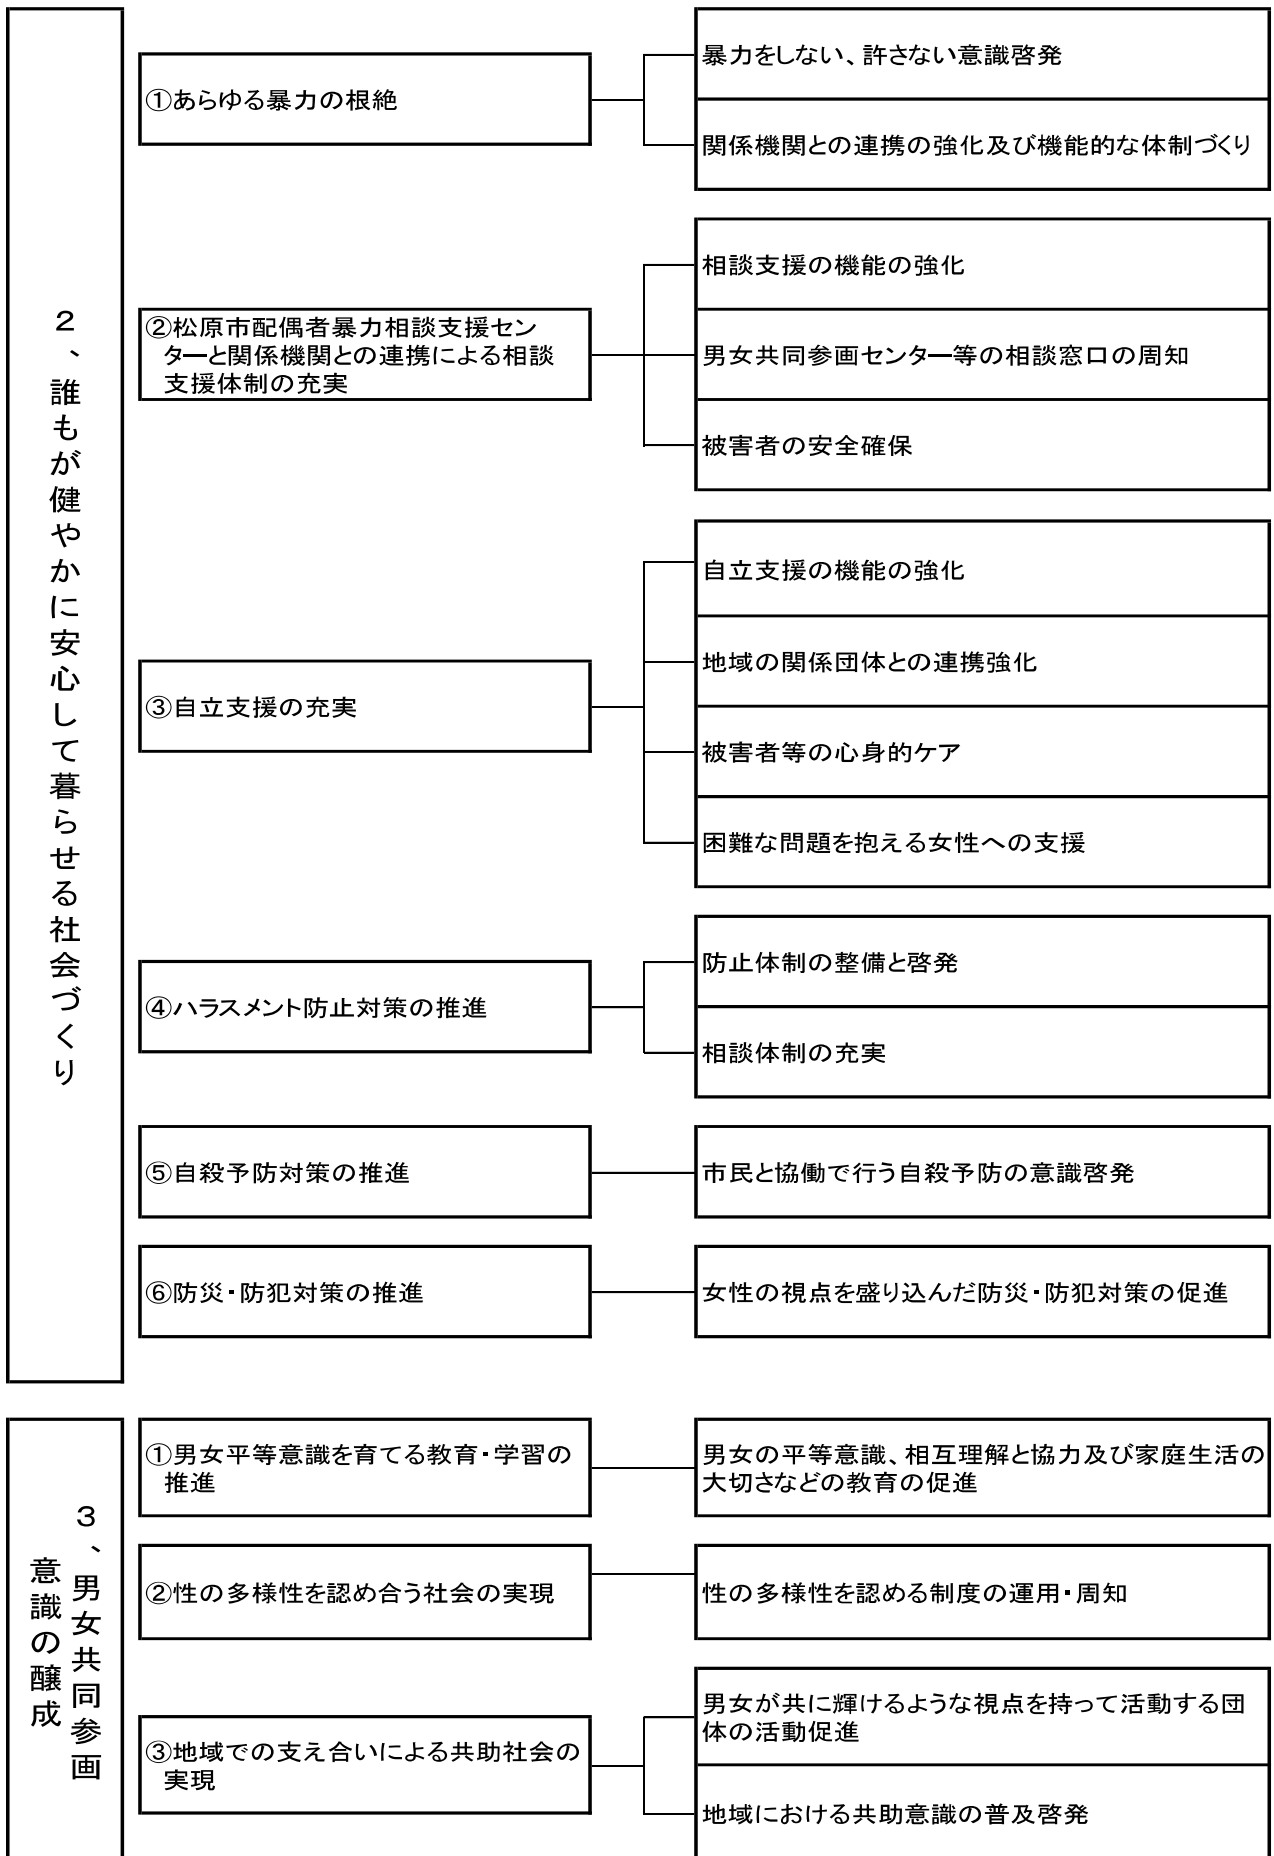 2、誰もが健やかに安心して暮らせる社会づくり
①あらゆる暴力の根絶
暴力をしない、許さない意識啓発
関係機関との連携の強化及び機能的な体制づくり
②松原市配偶者暴力相談支援セン
ターと関係機関との連携による相談
支援体制の充実
相談支援の機能の強化
男女共同参画センター等の相談窓口の周知
被害者の安全確保
③自立支援の充実
自立支援の機能の強化
地域の関係団体との連携強化
被害者等の心身的ケア
困難な問題を抱える女性への支援
④ハラスメント防止対策の推進
防止体制の整備と啓発
相談体制の充実
⑤自殺予防対策の推進
市民と協働で行う自殺予防の意識啓発
⑥防災・防犯対策の推進
女性の視点を盛り込んだ防災・防犯対策の促進
3、男女共同参画
意識の醸成
①男女平等意識を育てる教育・学習の
推進
男女の平等意識、相互理解と協力及び家庭生活の
大切さなどの教育の促進
②性の多様性を認め合う社会の実現
性の多様性を認める制度の運用・周知
③地域での支え合いによる共助社会の
実現
男女が共に輝けるような視点を持って活動する団
体の活動促進
地域における共助意識の普及啓発